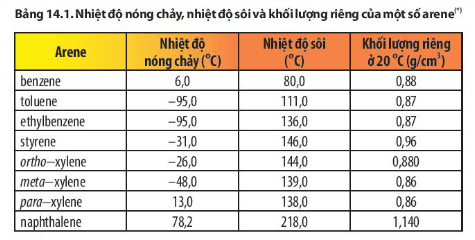 Bảng 14.1. Nhiệt độ nóng chảy, nhiệt độ sôi và khối lượng riêng của một số arene(*)
Arene | Nhiệt độ nóng chảy (°C) | Nhiệt độ sôi (°C) | Khối lượng riêng ở 20 °C (g/cm³)
benzene | 6,0 | 80,0 | 0,88
toluene | –95,0 | 111,0 | 0,87
ethylbenzene | –95,0 | 136,0 | 0,87
styrene | –31,0 | 146,0 | 0,96
ortho–xylene | –26,0 | 144,0 | 0,880
meta–xylene | –48,0 | 139,0 | 0,86
para–xylene | 13,0 | 138,0 | 0,86
naphthalene | 78,2 | 218,0 | 1,140